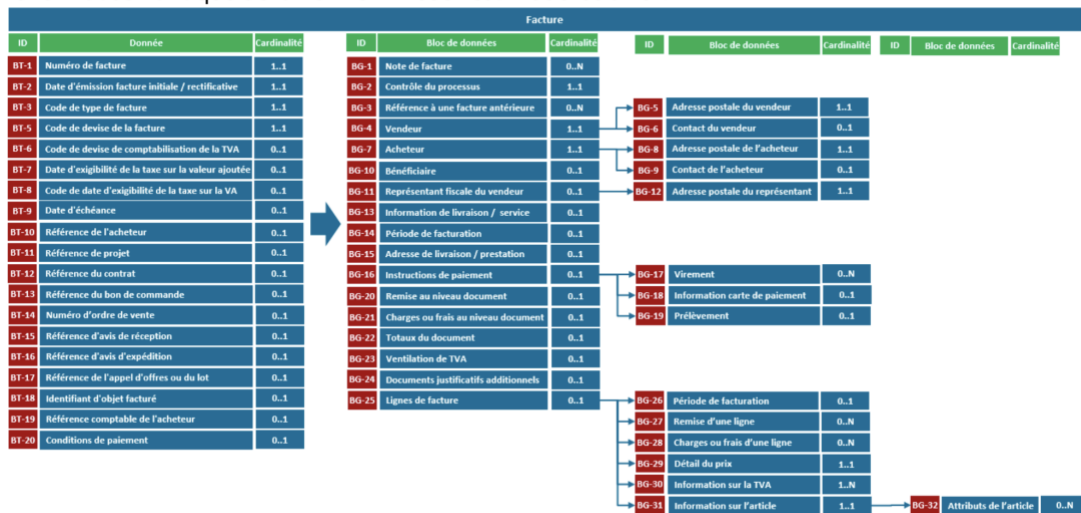 Facture
ID Donnée Cardinalité
BT-1 Numéro de facture 1..1
BT-2 Date d'émission facture initiale / rectificative 1..1
BT-3 Code de type de facture 1..1
BT-5 Code de devise de la facture 1..1
BT-6 Code de devise de comptabilisation de la TVA 0..1
BT-7 Date d'exigibilité de la taxe sur la valeur ajoutée 0..1
BT-8 Code de date d'exigibilité de la taxe sur la VA 0..1
BT-9 Date d'échéance 0..1
BT-10 Référence de l'acheteur 0..1
BT-11 Référence de projet 0..1
BT-12 Référence du contrat 0..1
BT-13 Référence du bon de commande 0..1
BT-14 Numéro d'ordre de vente 0..1
BT-15 Référence d'avis de réception 0..1
BT-16 Référence d'avis d'expédition 0..1
BT-17 Référence de l'appel d'offres ou du lot 0..1
BT-18 Identifiant d'objet facturé 0..1
BT-19 Référence comptable de l'acheteur 0..1
BT-20 Conditions de paiement 0..1
ID Bloc de données Cardinalité
BG-1 Note de facture 0..N
BG-2 Contrôle du processus 1..1
BG-3 Référence à une facture antérieure 0..N
BG-4 Vendeur 1..1
BG-7 Acheteur 1..1
BG-10 Bénéficiaire 0..1
BG-11 Représentant fiscale du vendeur 0..1
BG-13 Information de livraison / service 0..1
BG-14 Période de facturation 0..1
BG-15 Adresse de livraison / prestation 0..1
BG-16 Instructions de paiement 0..1
BG-20 Remise au niveau document 0..1
BG-21 Charges ou frais au niveau document 0..1
BG-22 Totaux du document 0..1
BG-23 Ventilation de TVA 0..1
BG-24 Documents justificatifs additionnels 0..1
BG-25 Lignes de facture 0..1
ID Bloc de données Cardinalité
BG-5 Adresse postale du vendeur 1..1
BG-6 Contact du vendeur 0..1
BG-8 Adresse postale de l'acheteur 1..1
BG-9 Contact de l'acheteur 0..1
BG-12 Adresse postale du représentant 1..1
BG-17 Virement 0..N
BG-18 Information carte de paiement 0..1
BG-19 Prélèvement 0..1
BG-26 Période de facturation 0..1
BG-27 Remise d'une ligne 0..N
BG-28 Charges ou frais d'une ligne 0..N
BG-29 Détail du prix 1..1
BG-30 Information sur la TVA 1..N
BG-31 Information sur l'article 1..1
ID Bloc de données Cardinalité
BG-32 Attributs de l'article 0..N